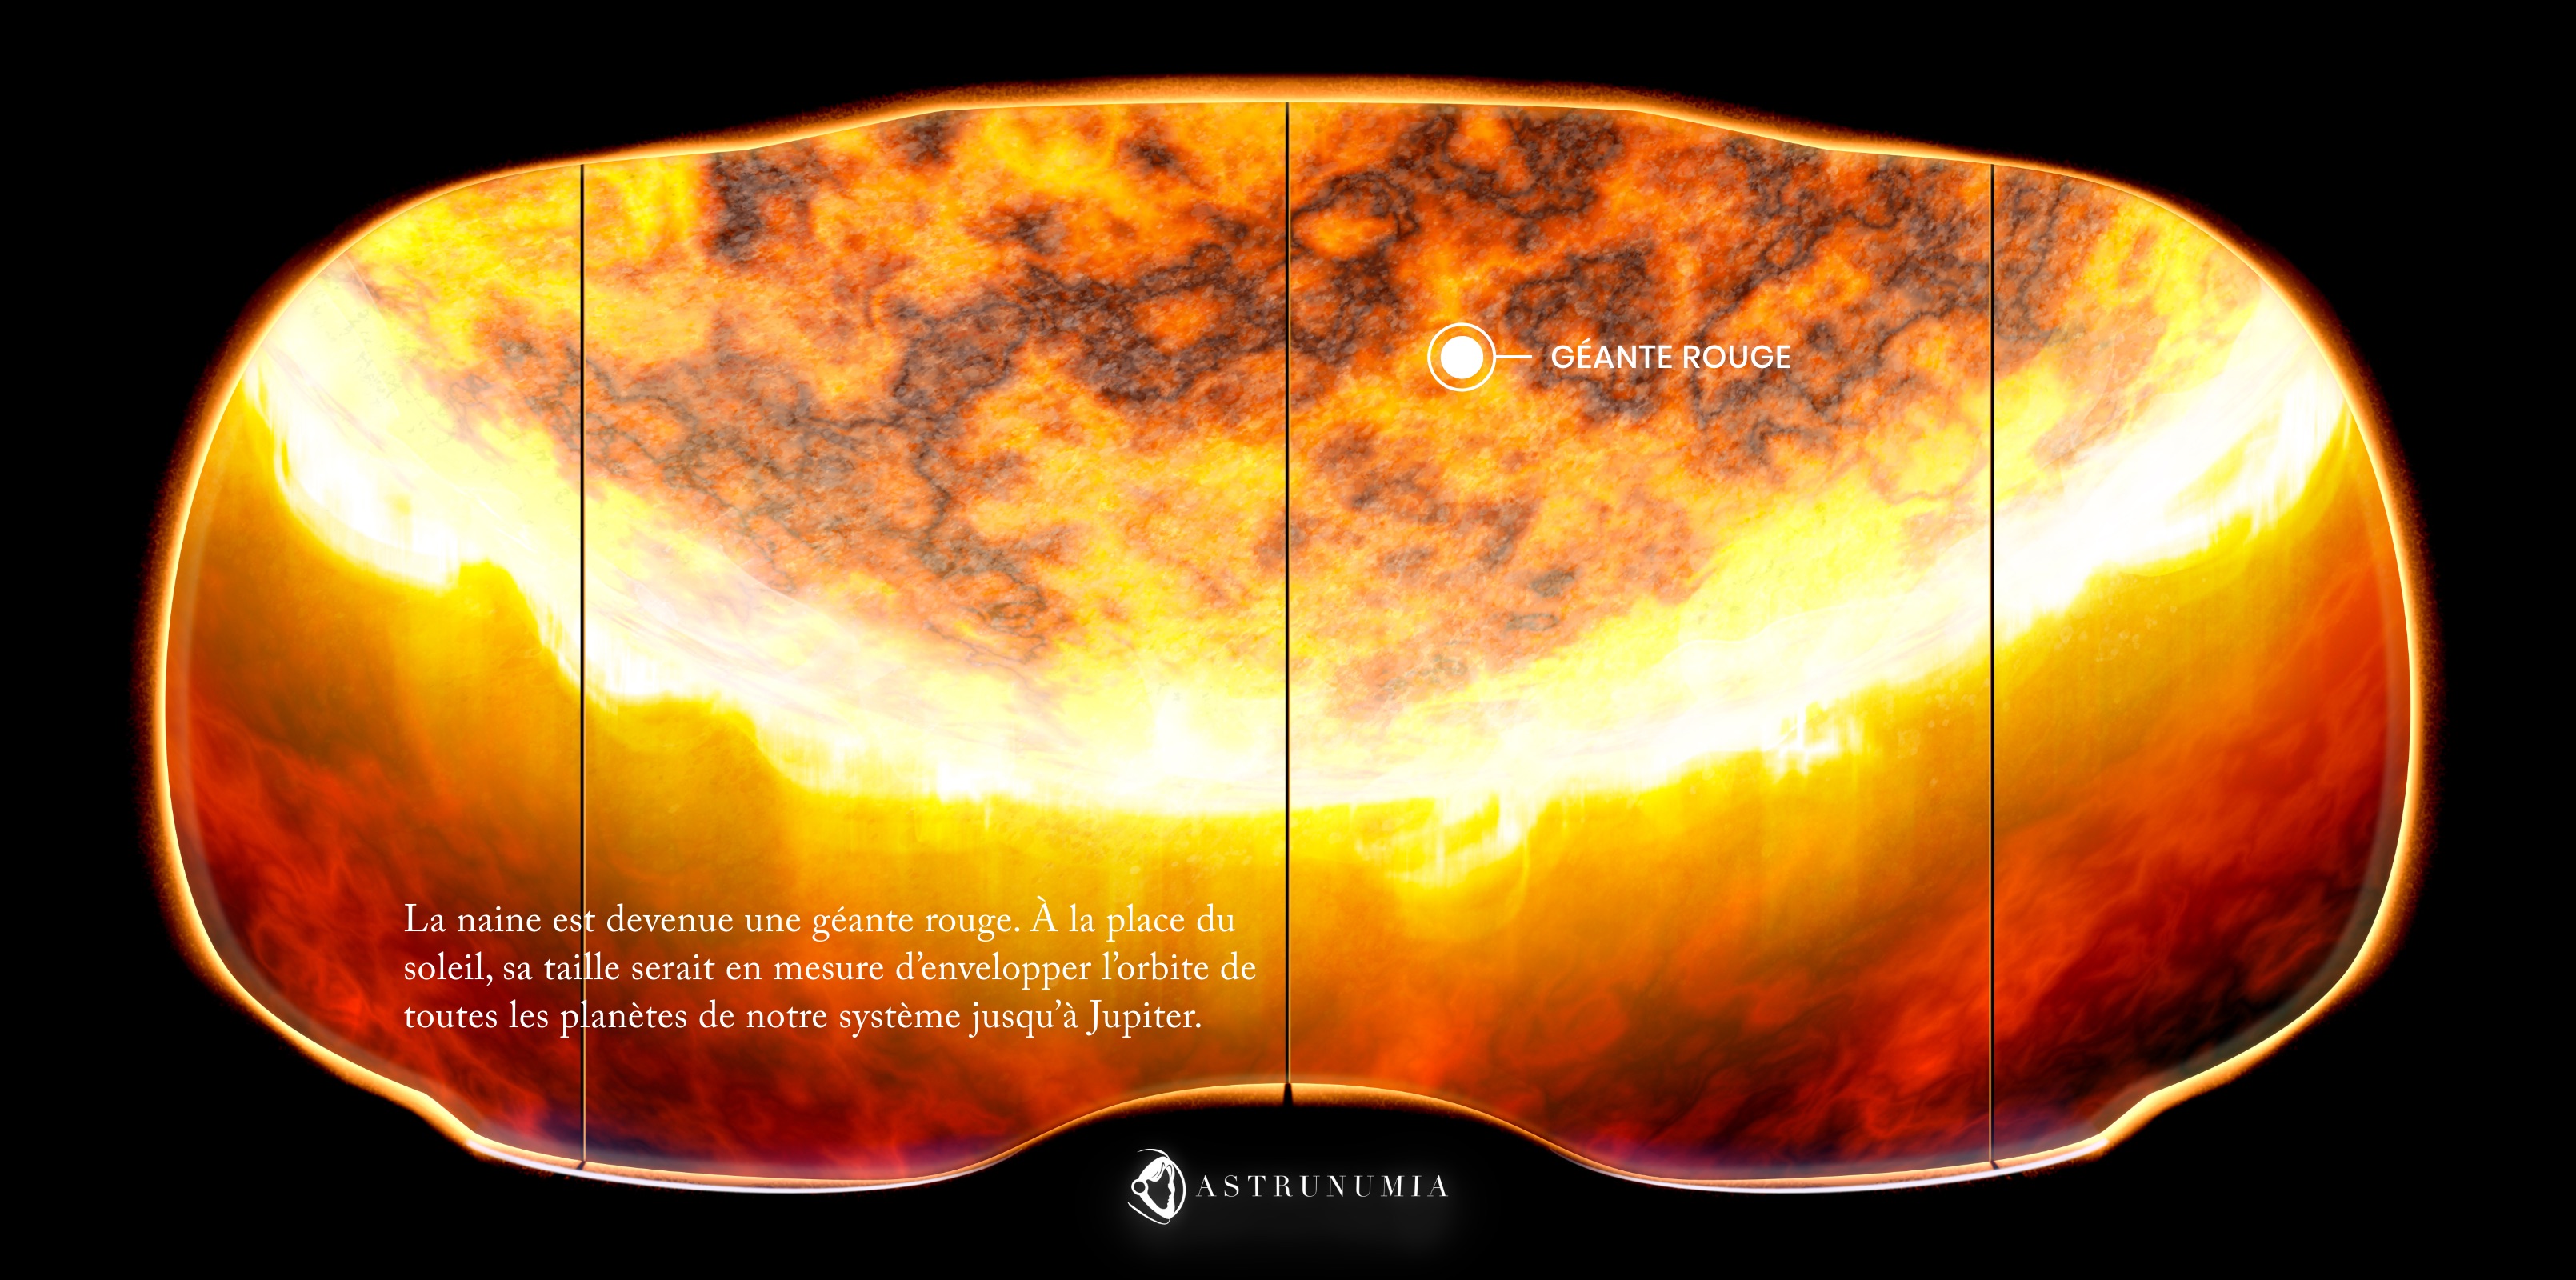 GÉANTE ROUGE
La naine est devenue une géante rouge. À la place du
soleil, sa taille serait en mesure d’envelopper l’orbite de
toutes les planètes de notre système jusqu’à Jupiter.
ASTRUNUMIA